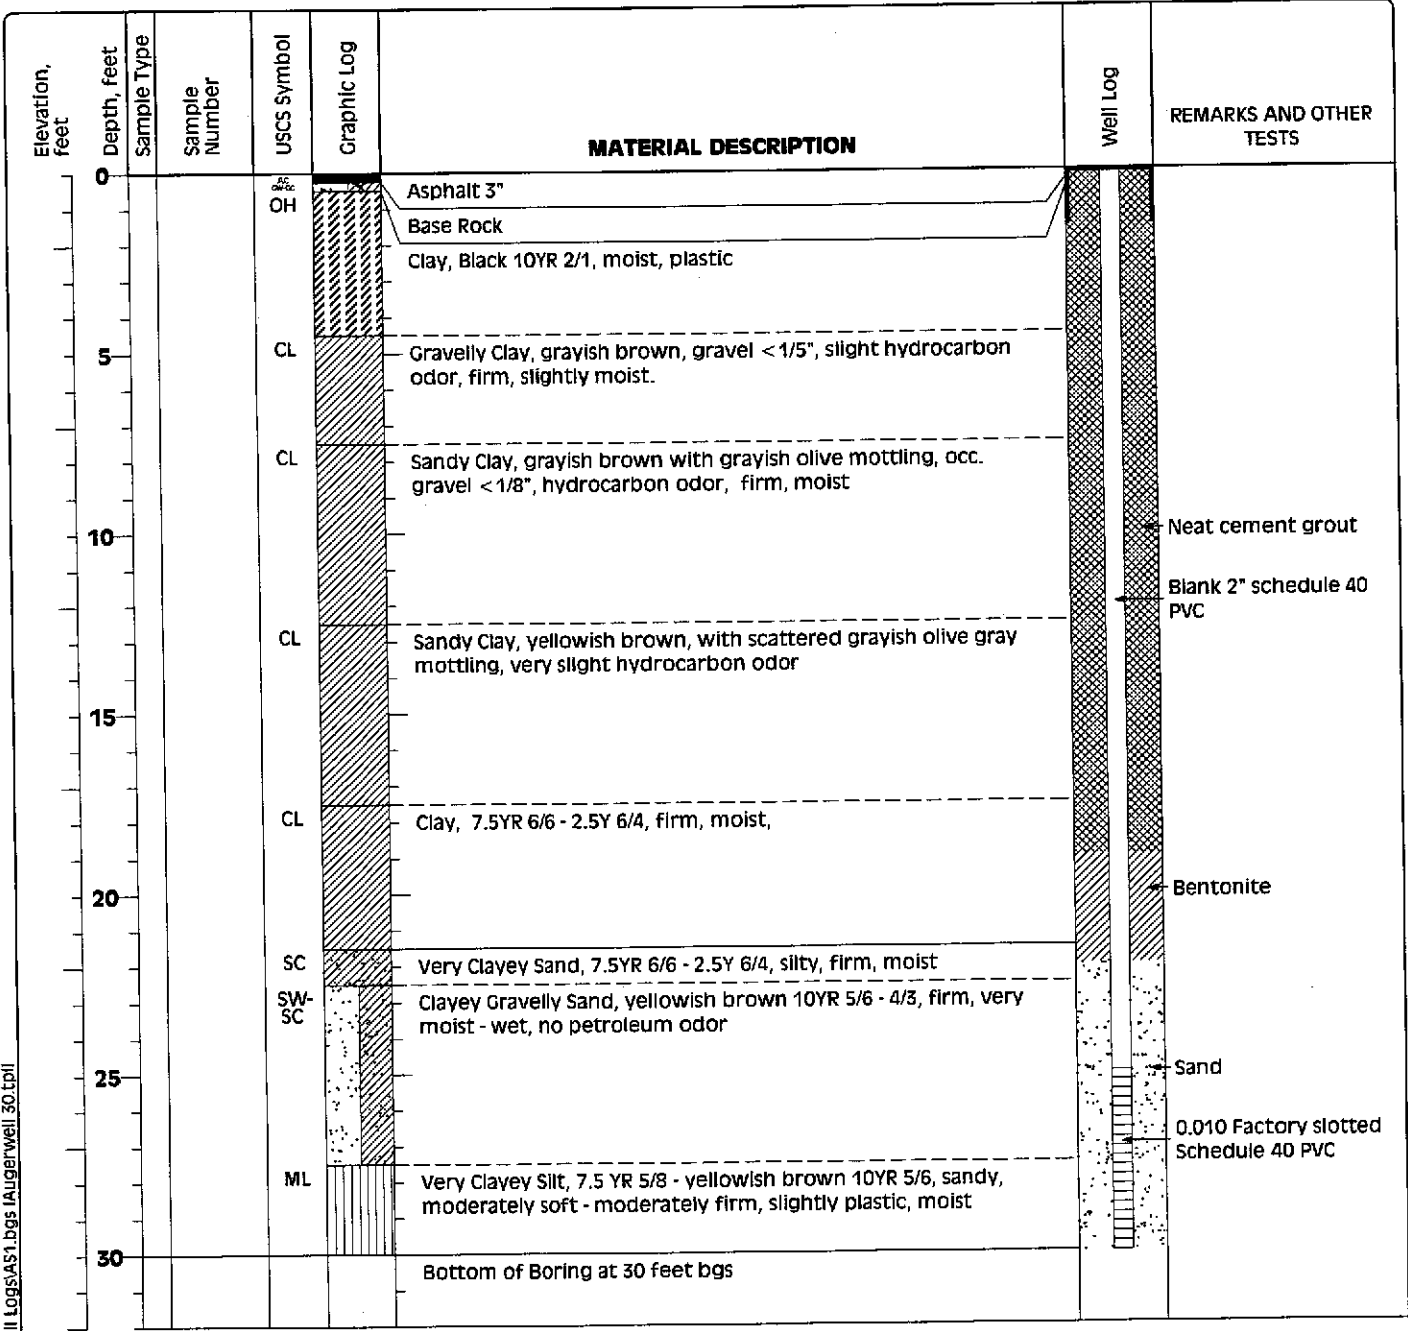 Elevation,
feet
Depth, feet
Sample Type
Sample
Number
USCS Symbol
Graphic Log
MATERIAL DESCRIPTION
Well Log
REMARKS AND OTHER
TESTS
0
AC
GW-GC
OH
Asphalt 3"
Base Rock
Clay, Black 10YR 2/1, moist, plastic
5
CL
Gravelly Clay, grayish brown, gravel <1/5", slight hydrocarbon
odor, firm, slightly moist.
CL
Sandy Clay, grayish brown with grayish olive mottling, occ.
gravel <1/8", hydrocarbon odor, firm, moist
10
Neat cement grout
Blank 2" schedule 40
PVC
CL
Sandy Clay, yellowish brown, with scattered grayish olive gray
mottling, very slight hydrocarbon odor
15
CL
Clay, 7.5YR 6/6 - 2.5Y 6/4, firm, moist,
20
Bentonite
SC
Very Clayey Sand, 7.5YR 6/6 - 2.5Y 6/4, silty, firm, moist
SW-
SC
Clayey Gravelly Sand, yellowish brown 10YR 5/6 - 4/3, firm, very
moist - wet, no petroleum odor
25
Sand
0.010 Factory slotted
Schedule 40 PVC
ML
Very Clayey Silt, 7.5 YR 5/8 - yellowish brown 10YR 5/6, sandy,
moderately soft - moderately firm, slightly plastic, moist
30
Bottom of Boring at 30 feet bgs
ll Logs\AS1.bgs [Augerwell 30.tpl]